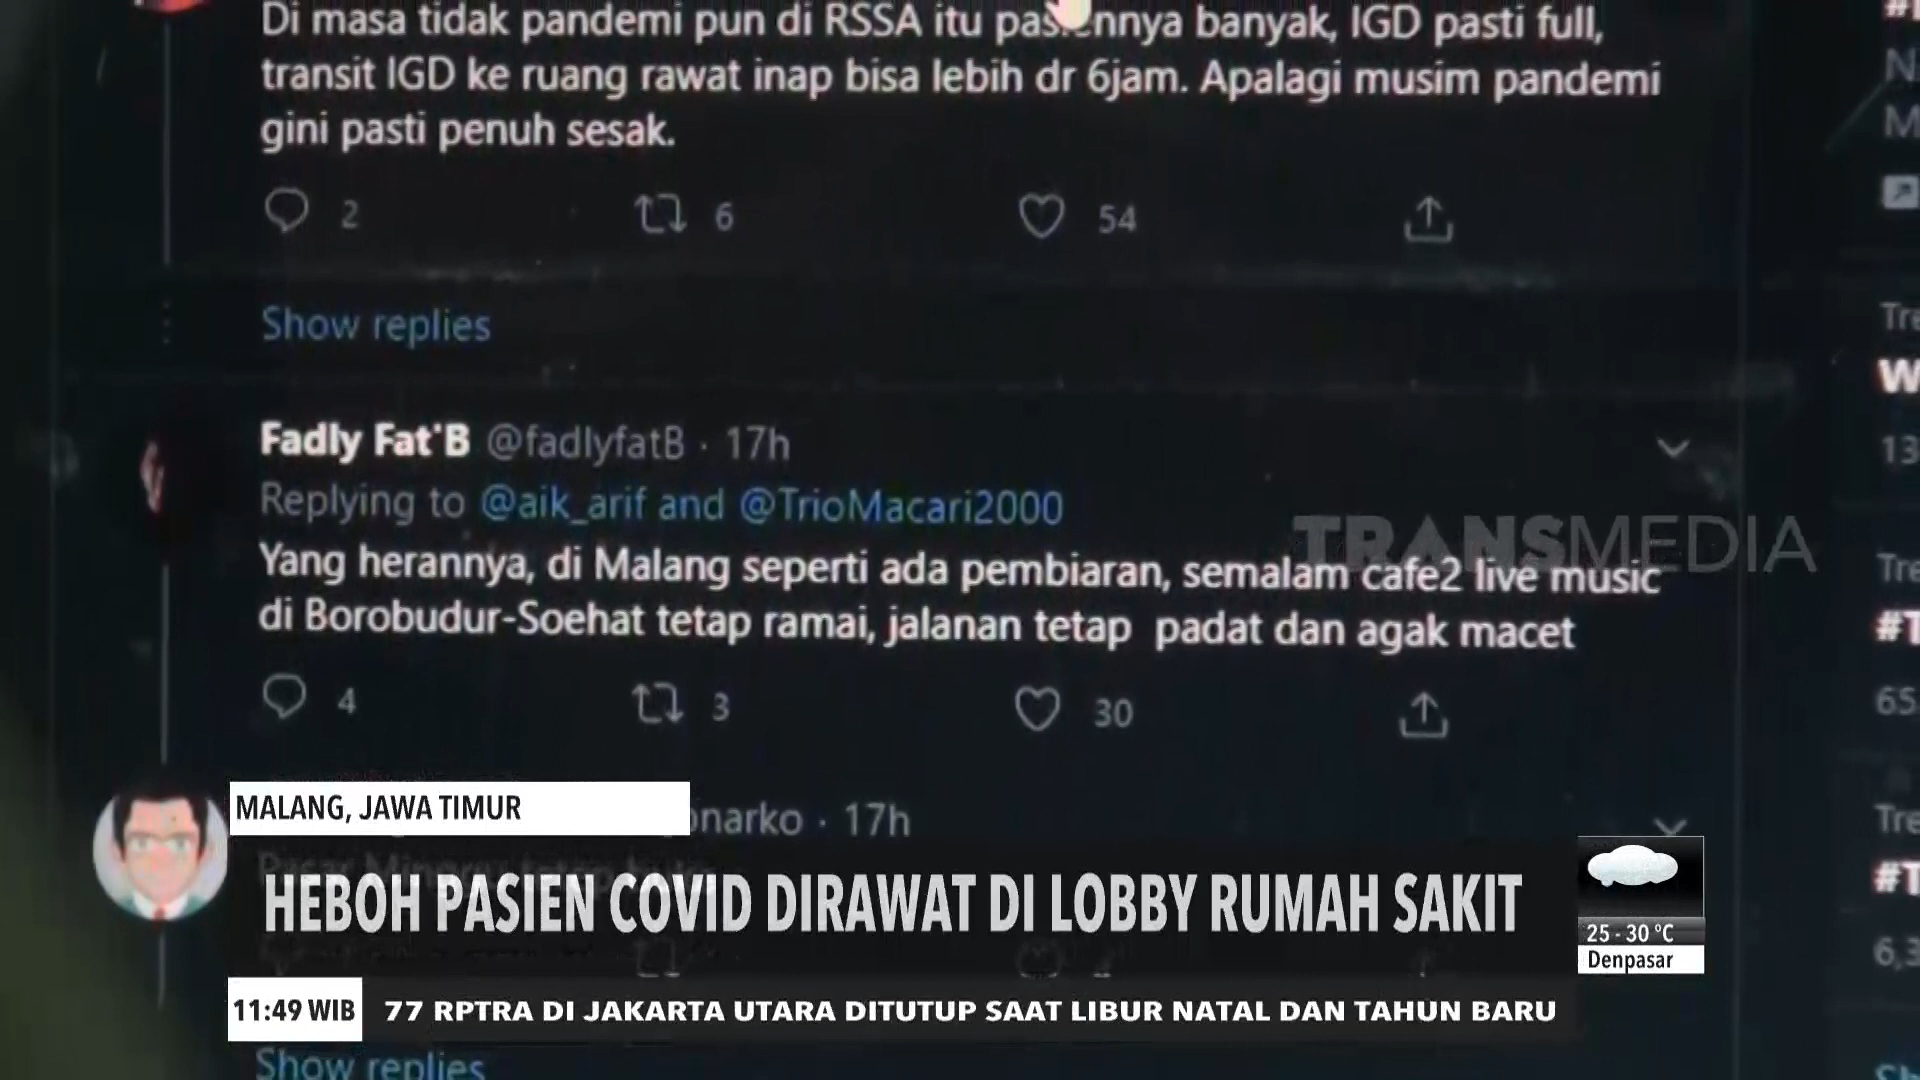 Di masa tidak pandemi pun di RSSA itu pasiennya banyak, IGD pasti full,
transit IGD ke ruang rawat inap bisa lebih dr 6jam. Apalagi musim pandemi
gini pasti penuh sesak.
2 6 54
Show replies
Fadly Fat'B @fadlyfatB · 17h
Replying to @aik_arif and @TrioMacari2000
Yang herannya, di Malang seperti ada pembiaran, semalam cafe2 live music
di Borobudur-Soehat tetap ramai, jalanan tetap padat dan agak macet
4 3 30
TRANSMEDIA
MALANG, JAWA TIMUR
onarko · 17h
HEBOH PASIEN COVID DIRAWAT DI LOBBY RUMAH SAKIT
25 - 30 °C
Denpasar
11:49 WIB 77 RPTRA DI JAKARTA UTARA DITUTUP SAAT LIBUR NATAL DAN TAHUN BARU
Show replies